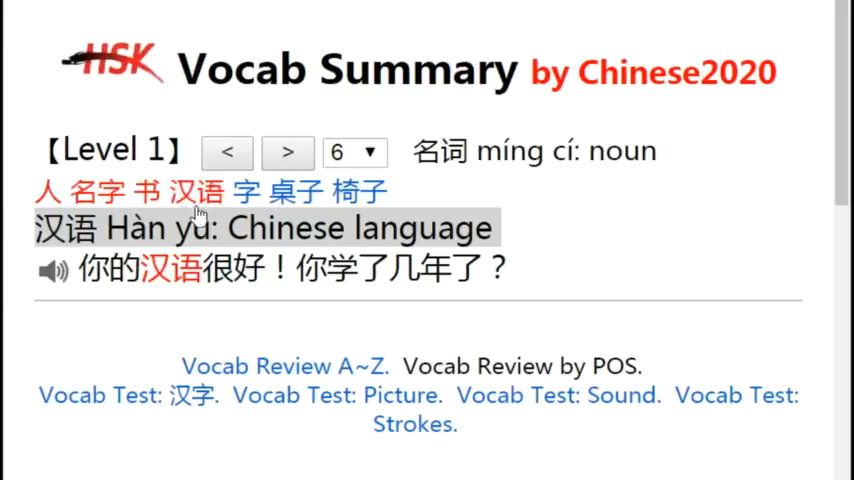 HSK Vocab Summary by Chinese2020
【Level 1】 < > 6 名词 míng cí: noun
人 名字 书 汉语 字 桌子 椅子
汉语 Hàn yǔ: Chinese language
你的汉语很好！你学了几年了？
Vocab Review A~Z. Vocab Review by POS.
Vocab Test: 汉字. Vocab Test: Picture. Vocab Test: Sound. Vocab Test:
Strokes.